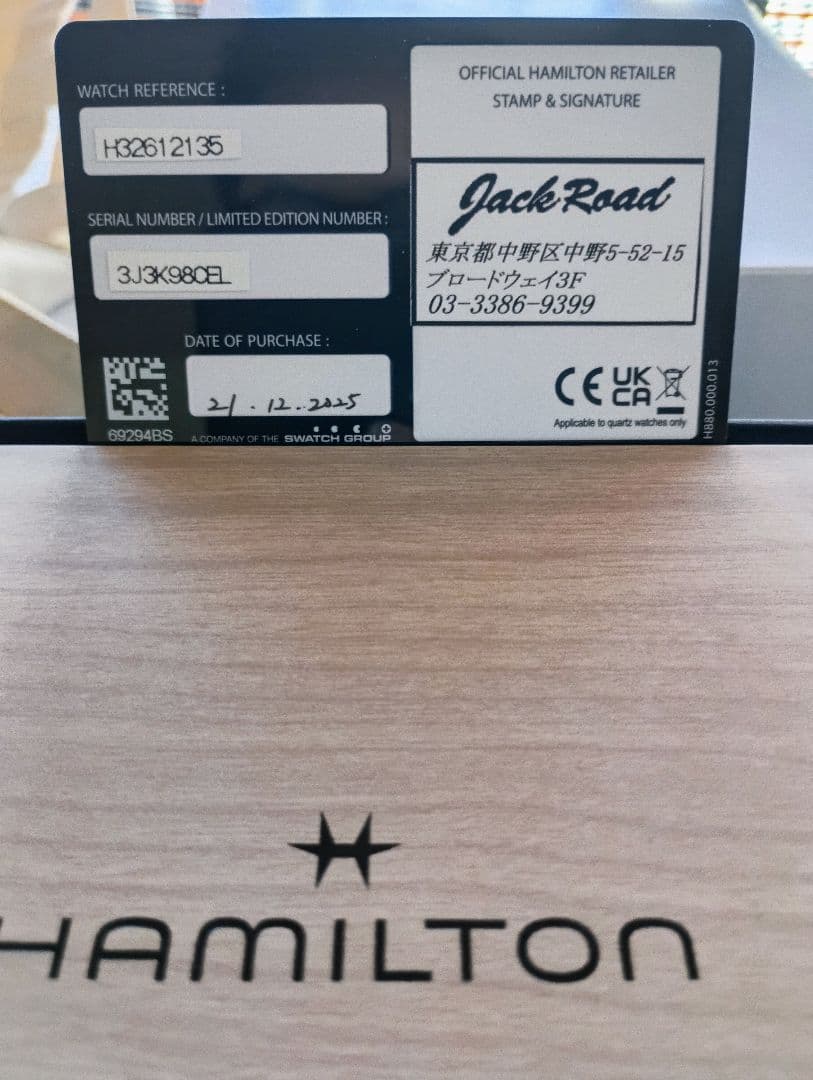 WATCH REFERENCE :
H32612135
SERIAL NUMBER / LIMITED EDITION NUMBER :
3J3K98CEL
DATE OF PURCHASE :
21.12.2025
69294BS
A COMPANY OF THE SWATCH GROUP
OFFICIAL HAMILTON RETAILER
STAMP & SIGNATURE
Jack Road
東京都中野区中野5-52-15
ブロードウェイ3F
03-3386-9399
CE UK
CA
Applicable to quartz watches only
H880.000.013
HAMILTON